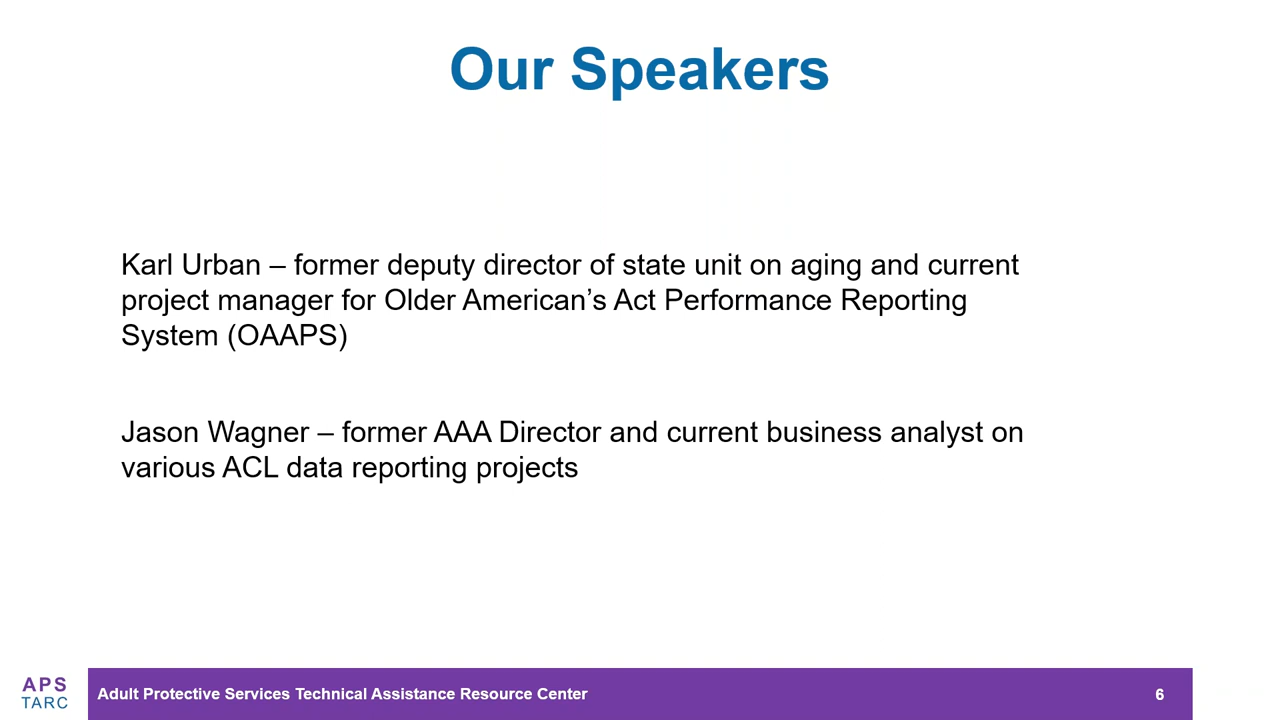 Our Speakers
Karl Urban – former deputy director of state unit on aging and current
project manager for Older American’s Act Performance Reporting
System (OAAPS)
Jason Wagner – former AAA Director and current business analyst on
various ACL data reporting projects
APS
TARC
Adult Protective Services Technical Assistance Resource Center
6